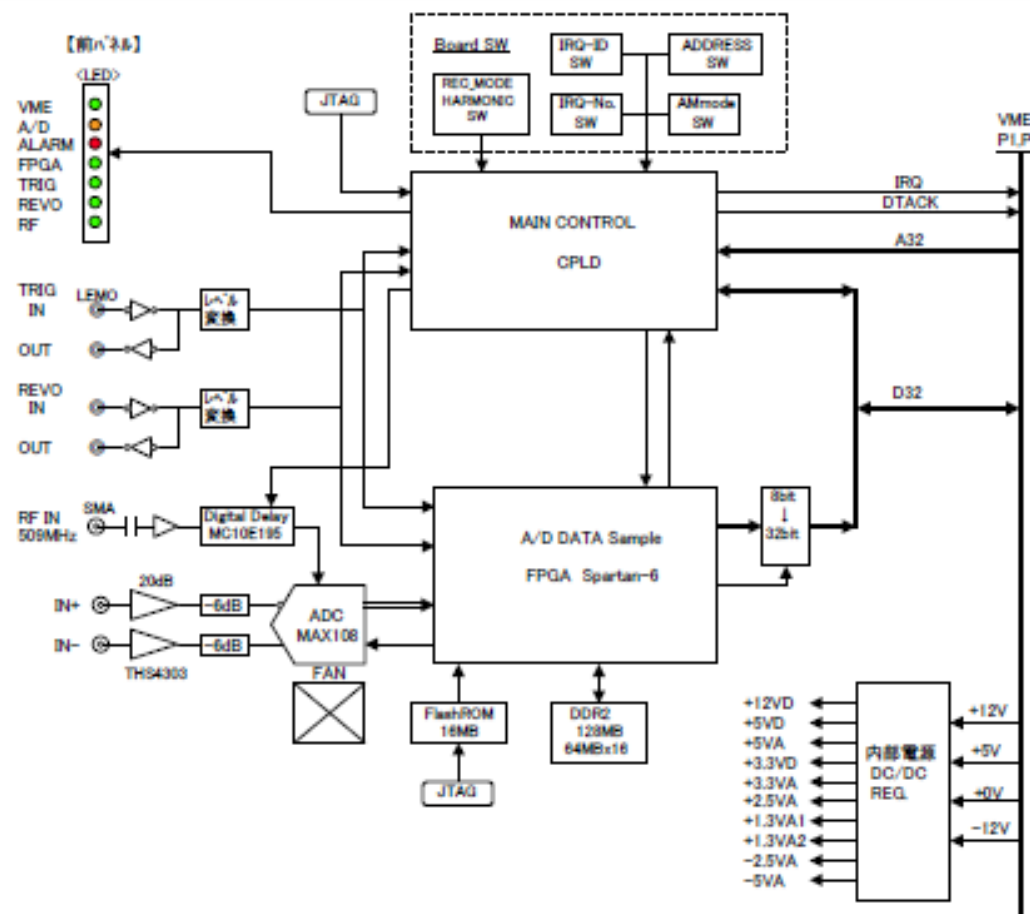 【前パネル】
<LED>
VME
A/D
ALARM
FPGA
TRIG
REVO
RF
JTAG
Board SW
REC_MODE
HARMONIC
SW
IRQ-ID
SW
ADDRESS
SW
IRQ-No.
SW
AMmode
SW
VME
P1,P
MAIN CONTROL
CPLD
IRQ
DTACK
A32
D32
TRIG
IN
LEMO
レベル
変換
OUT
REVO
IN
レベル
変換
OUT
RF IN
509MHz
SMA
Digital Delay
MC10E195
A/D DATA Sample
FPGA Spartan-6
8bit
↓
32bit
20dB
IN+
-6dB
IN-
-6dB
THS4303
ADC
MAX108
FAN
FlashROM
16MB
JTAG
DDR2
128MB
64MBx16
+12VD
+5VD
+5VA
+3.3VD
+3.3VA
+2.5VA
+1.3VA1
+1.3VA2
-2.5VA
-5VA
内部電源
DC/DC
REG.
+12V
+5V
+0V
-12V